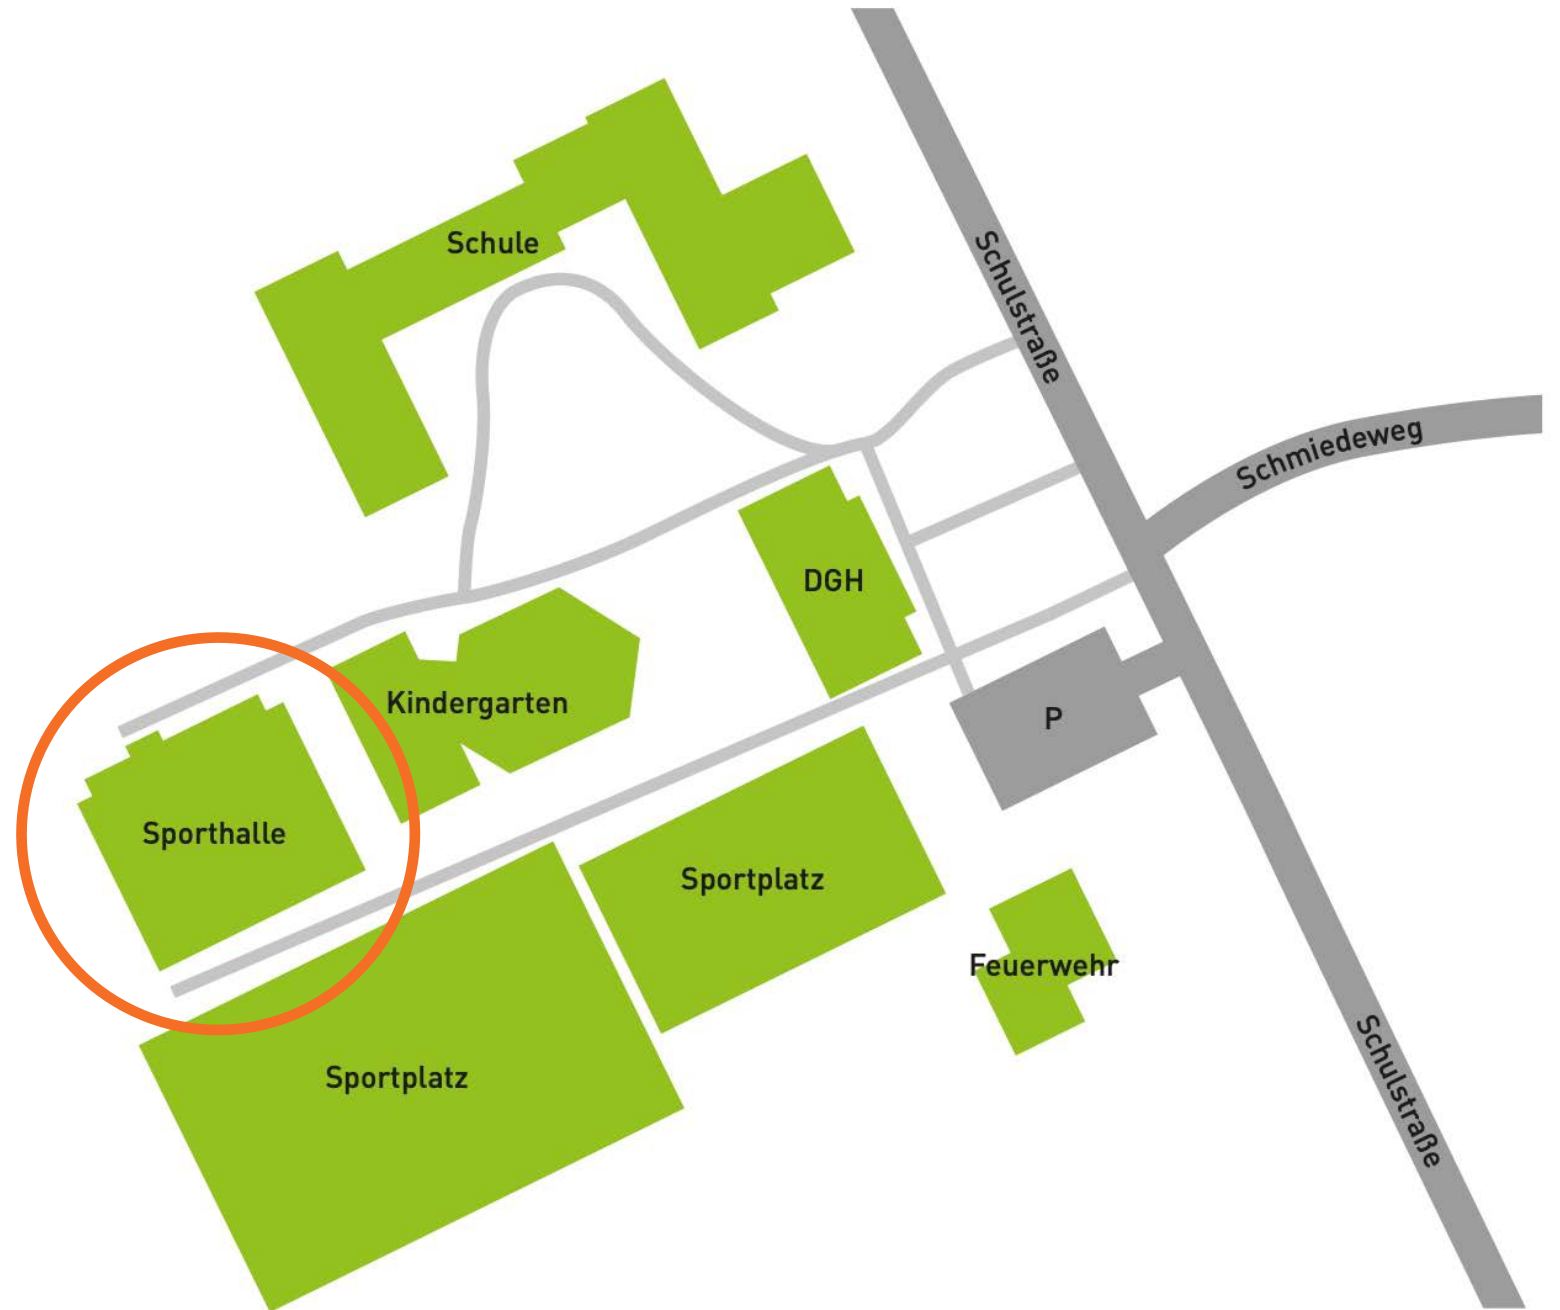 Schule
Schulstraße
Schmiedeweg
DGH
Kindergarten
P
Sporthalle
Sportplatz
Feuerwehr
Sportplatz
Schulstraße